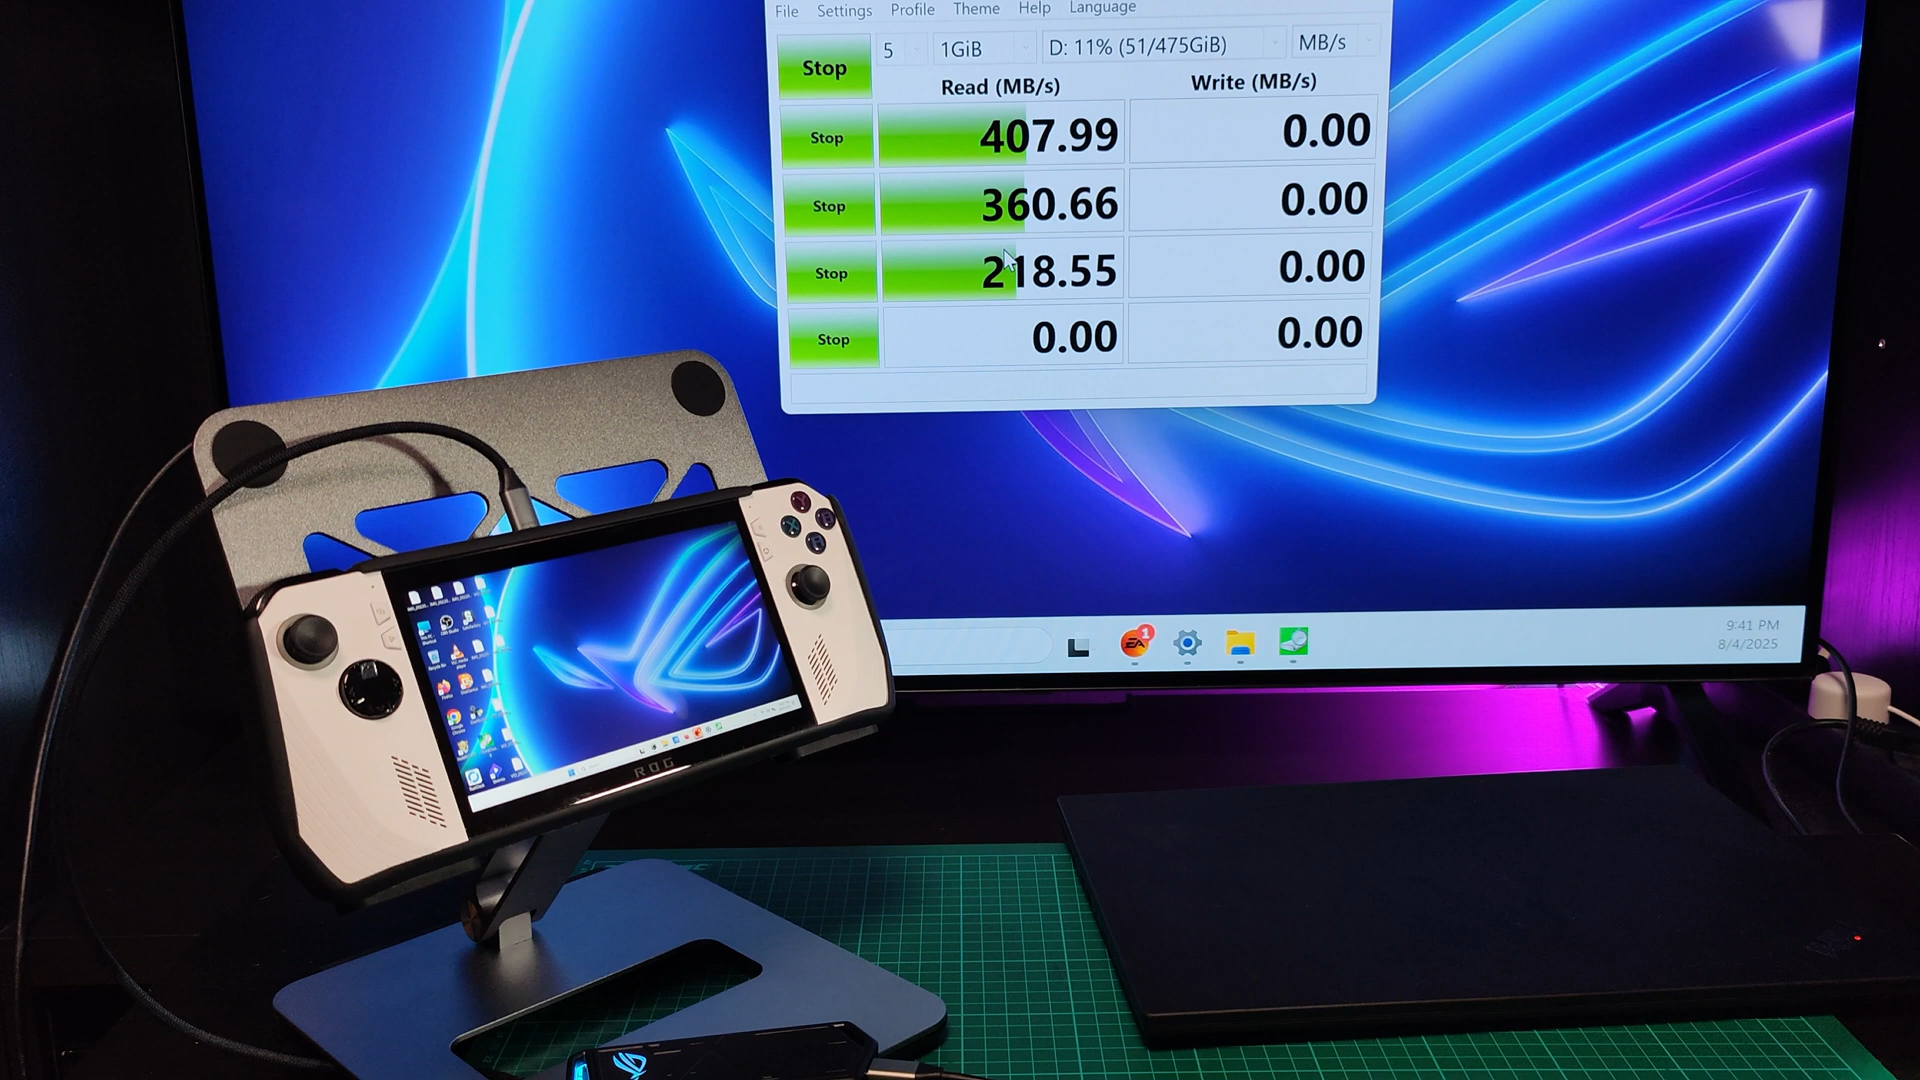 File Settings Profile Theme Help Language
Stop 5 1GiB D: 11% (51/475GiB) MB/s
Read (MB/s) Write (MB/s)
Stop 407.99 0.00
Stop 360.66 0.00
Stop 218.55 0.00
Stop 0.00 0.00
EA 1
9:41 PM
8/4/2025
Y
X B
A
ROG